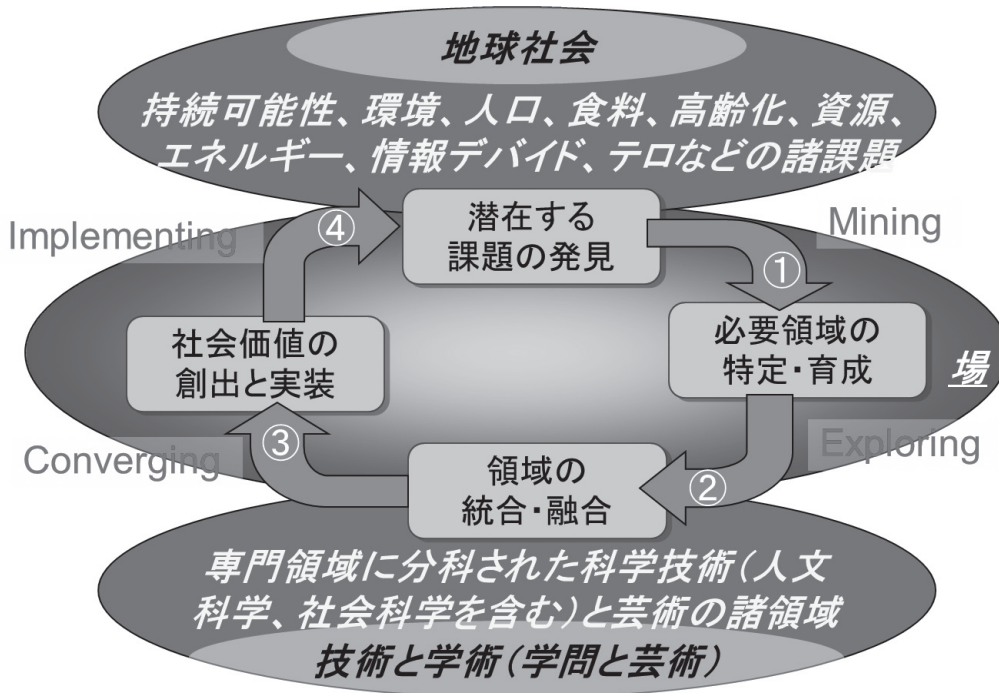 地球社会
持続可能性、環境、人口、食料、高齢化、資源、
エネルギー、情報デバイド、テロなどの諸課題
Implementing
④
潜在する
課題の発見
Mining
①
社会価値の
創出と実装
必要領域の
特定・育成
場
Converging
③
領域の
統合・融合
②
Exploring
専門領域に分科された科学技術(人文
科学、社会科学を含む)と芸術の諸領域
技術と学術(学問と芸術)